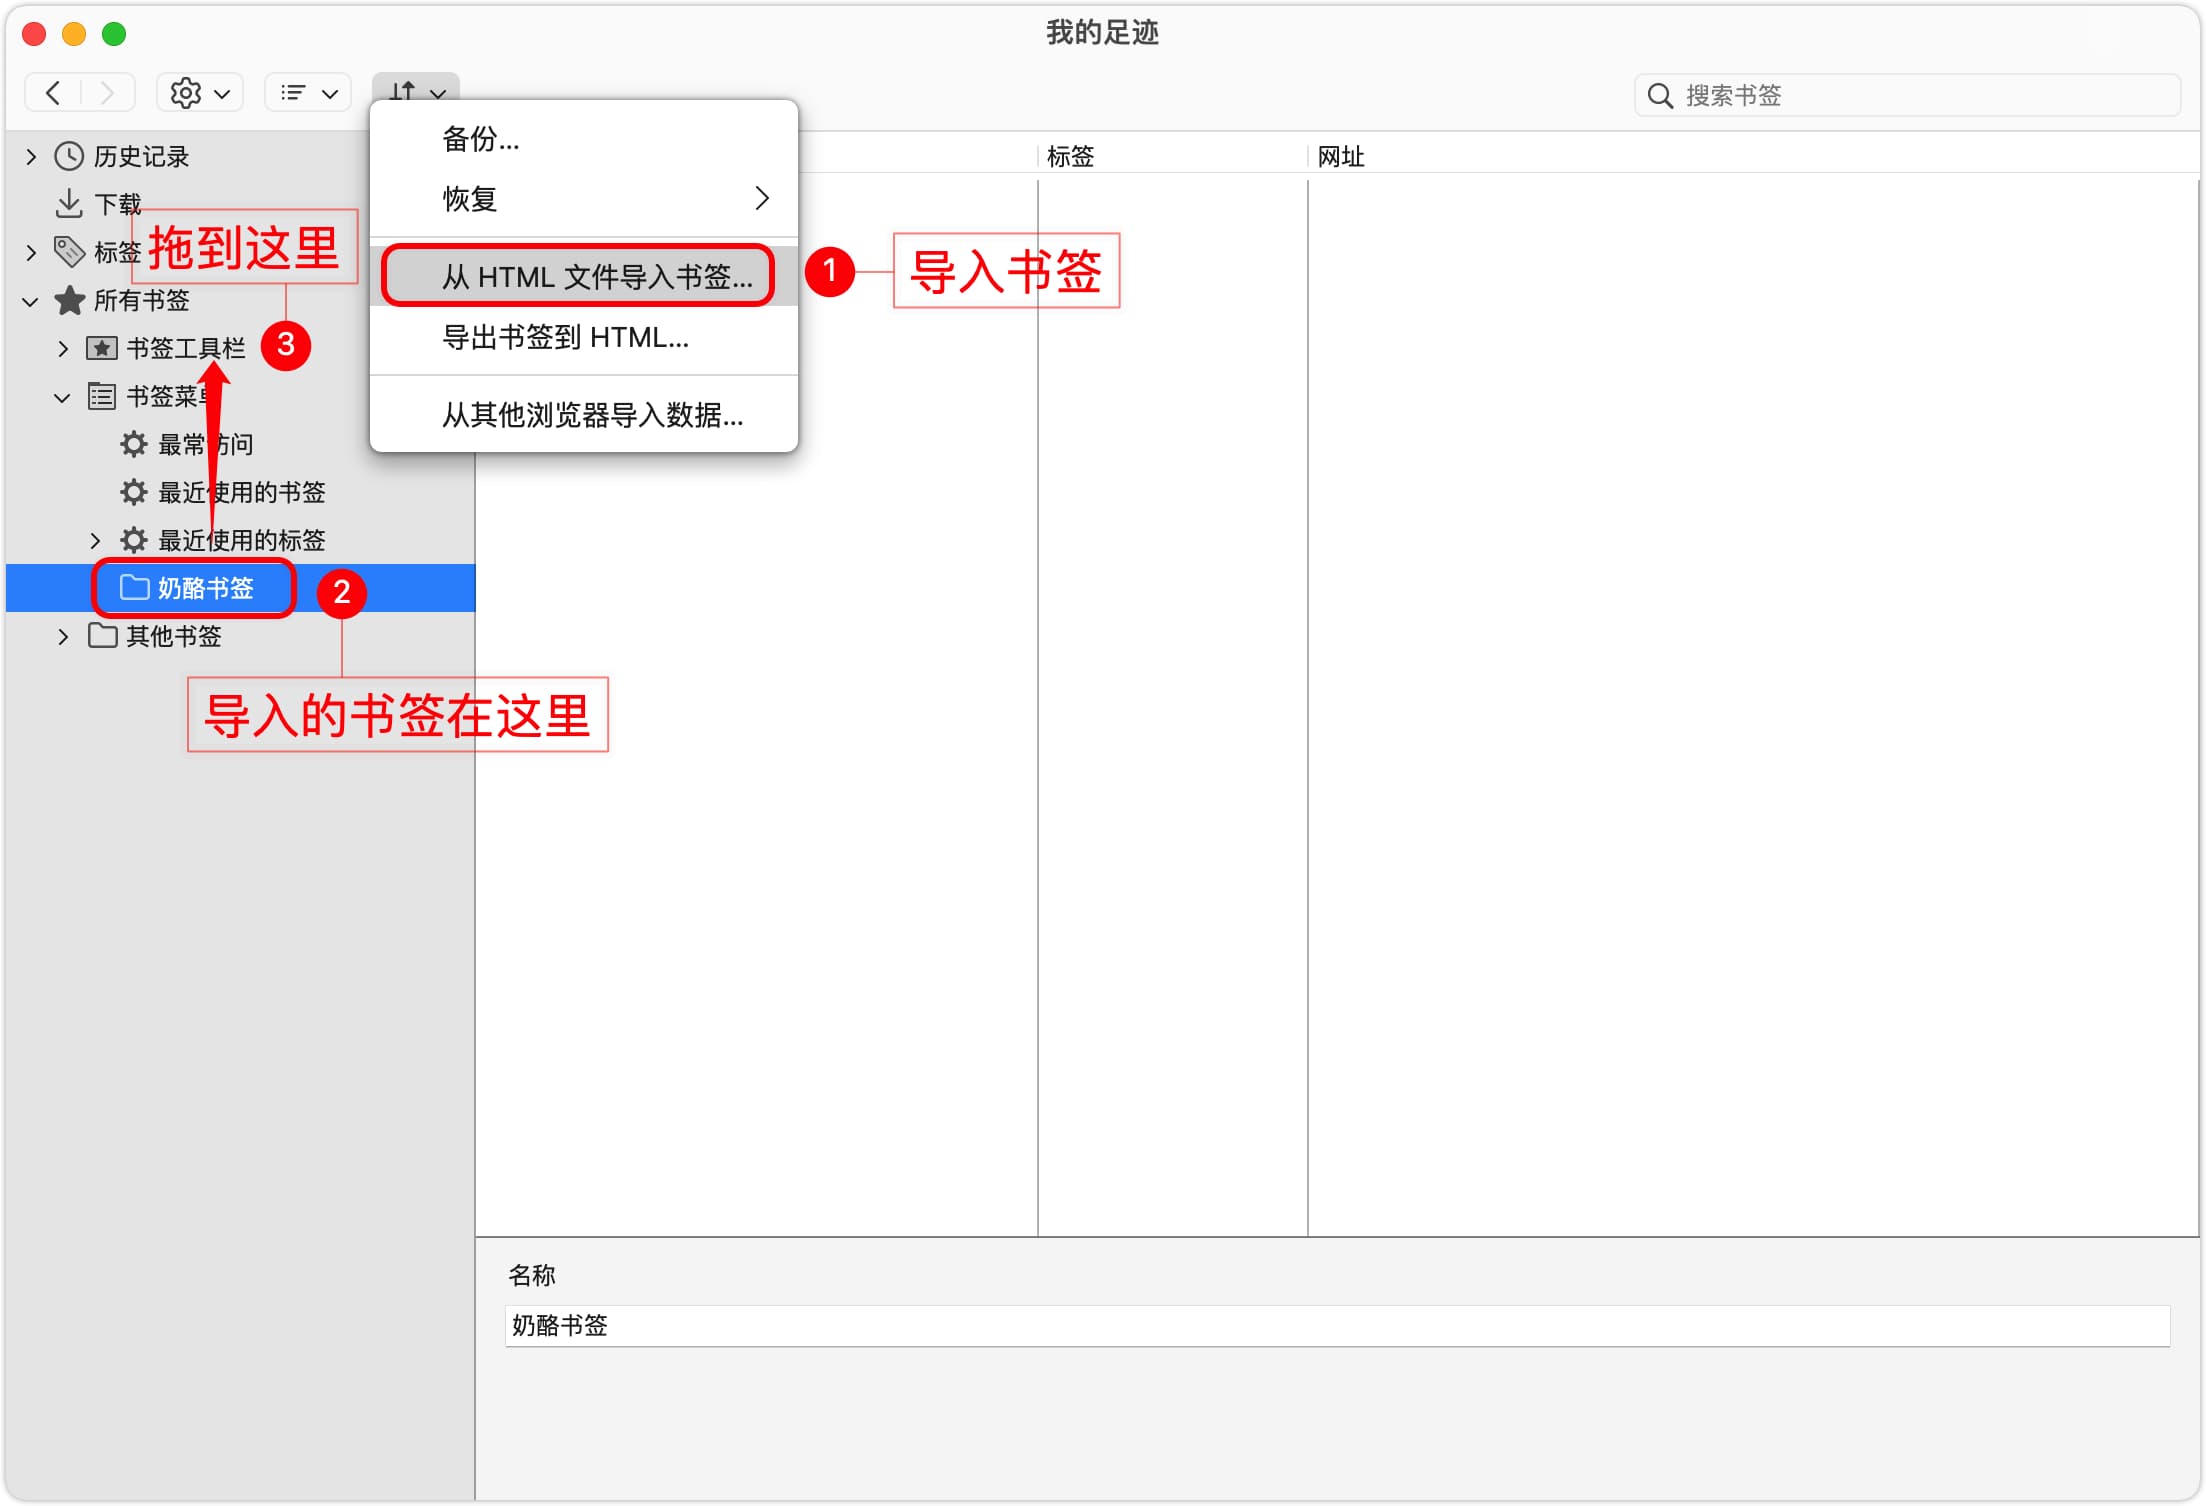 我的足迹
搜索书签
历史记录
下载
标签
所有书签
书签工具栏
书签菜单
最常访问
最近使用的书签
最近使用的标签
奶酪书签
其他书签
备份...
恢复
从 HTML 文件导入书签...
导出书签到 HTML...
从其他浏览器导入数据...
标签
网址
1
导入书签
2
导入的书签在这里
3
拖到这里
名称
奶酪书签